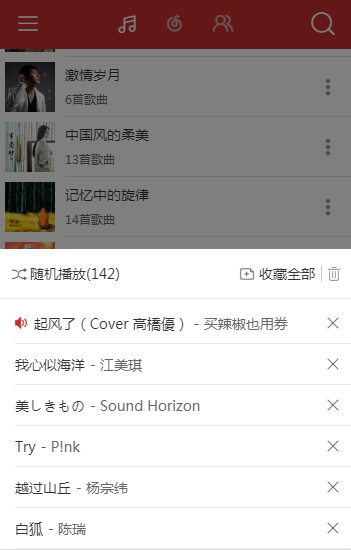 激情岁月
6首歌曲
中国风的柔美
13首歌曲
记忆中的旋律
14首歌曲
随机播放(142) 收藏全部
起风了（Cover 高橋優） - 买辣椒也用券
我心似海洋 - 江美琪
美しきもの - Sound Horizon
Try - P!nk
越过山丘 - 杨宗纬
白狐 - 陈瑞